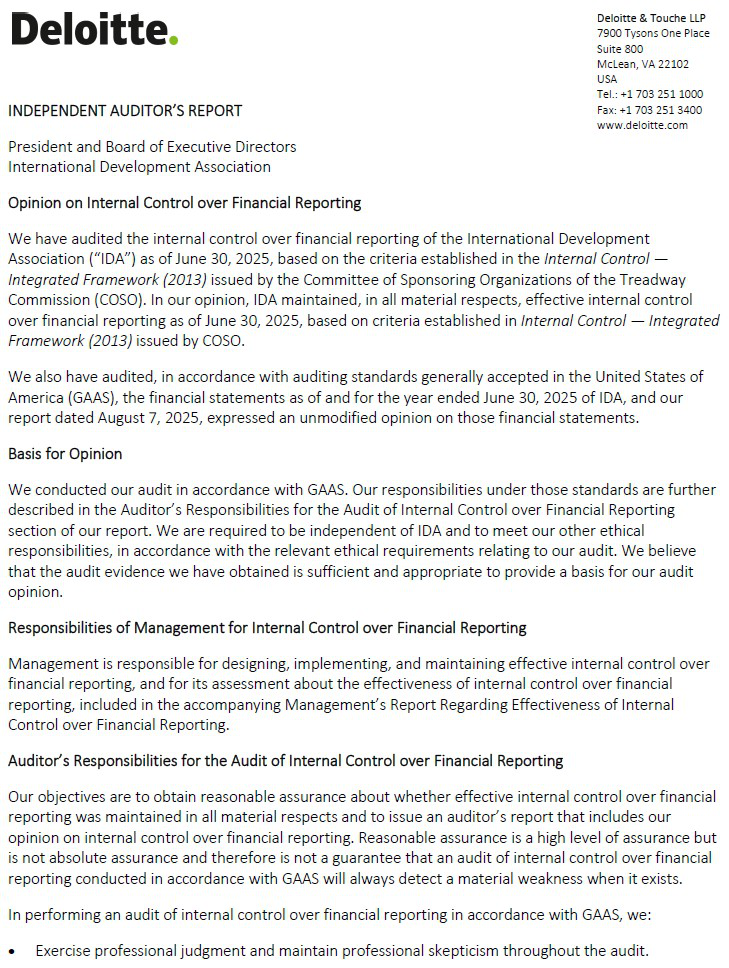 Deloitte.
Deloitte & Touche LLP
7900 Tysons One Place
Suite 800
McLean, VA 22102
USA
Tel.: +1 703 251 1000
Fax: +1 703 251 3400
www.deloitte.com
INDEPENDENT AUDITOR’S REPORT
President and Board of Executive Directors
International Development Association
Opinion on Internal Control over Financial Reporting
We have audited the internal control over financial reporting of the International Development
Association (“IDA”) as of June 30, 2025, based on the criteria established in the Internal Control —
Integrated Framework (2013) issued by the Committee of Sponsoring Organizations of the Treadway
Commission (COSO). In our opinion, IDA maintained, in all material respects, effective internal control
over financial reporting as of June 30, 2025, based on criteria established in Internal Control — Integrated
Framework (2013) issued by COSO.
We also have audited, in accordance with auditing standards generally accepted in the United States of
America (GAAS), the financial statements as of and for the year ended June 30, 2025 of IDA, and our
report dated August 7, 2025, expressed an unmodified opinion on those financial statements.
Basis for Opinion
We conducted our audit in accordance with GAAS. Our responsibilities under those standards are further
described in the Auditor’s Responsibilities for the Audit of Internal Control over Financial Reporting
section of our report. We are required to be independent of IDA and to meet our other ethical
responsibilities, in accordance with the relevant ethical requirements relating to our audit. We believe
that the audit evidence we have obtained is sufficient and appropriate to provide a basis for our audit
opinion.
Responsibilities of Management for Internal Control over Financial Reporting
Management is responsible for designing, implementing, and maintaining effective internal control over
financial reporting, and for its assessment about the effectiveness of internal control over financial
reporting, included in the accompanying Management’s Report Regarding Effectiveness of Internal
Control over Financial Reporting.
Auditor’s Responsibilities for the Audit of Internal Control over Financial Reporting
Our objectives are to obtain reasonable assurance about whether effective internal control over financial
reporting was maintained in all material respects and to issue an auditor’s report that includes our
opinion on internal control over financial reporting. Reasonable assurance is a high level of assurance but
is not absolute assurance and therefore is not a guarantee that an audit of internal control over financial
reporting conducted in accordance with GAAS will always detect a material weakness when it exists.
In performing an audit of internal control over financial reporting in accordance with GAAS, we:
• Exercise professional judgment and maintain professional skepticism throughout the audit.